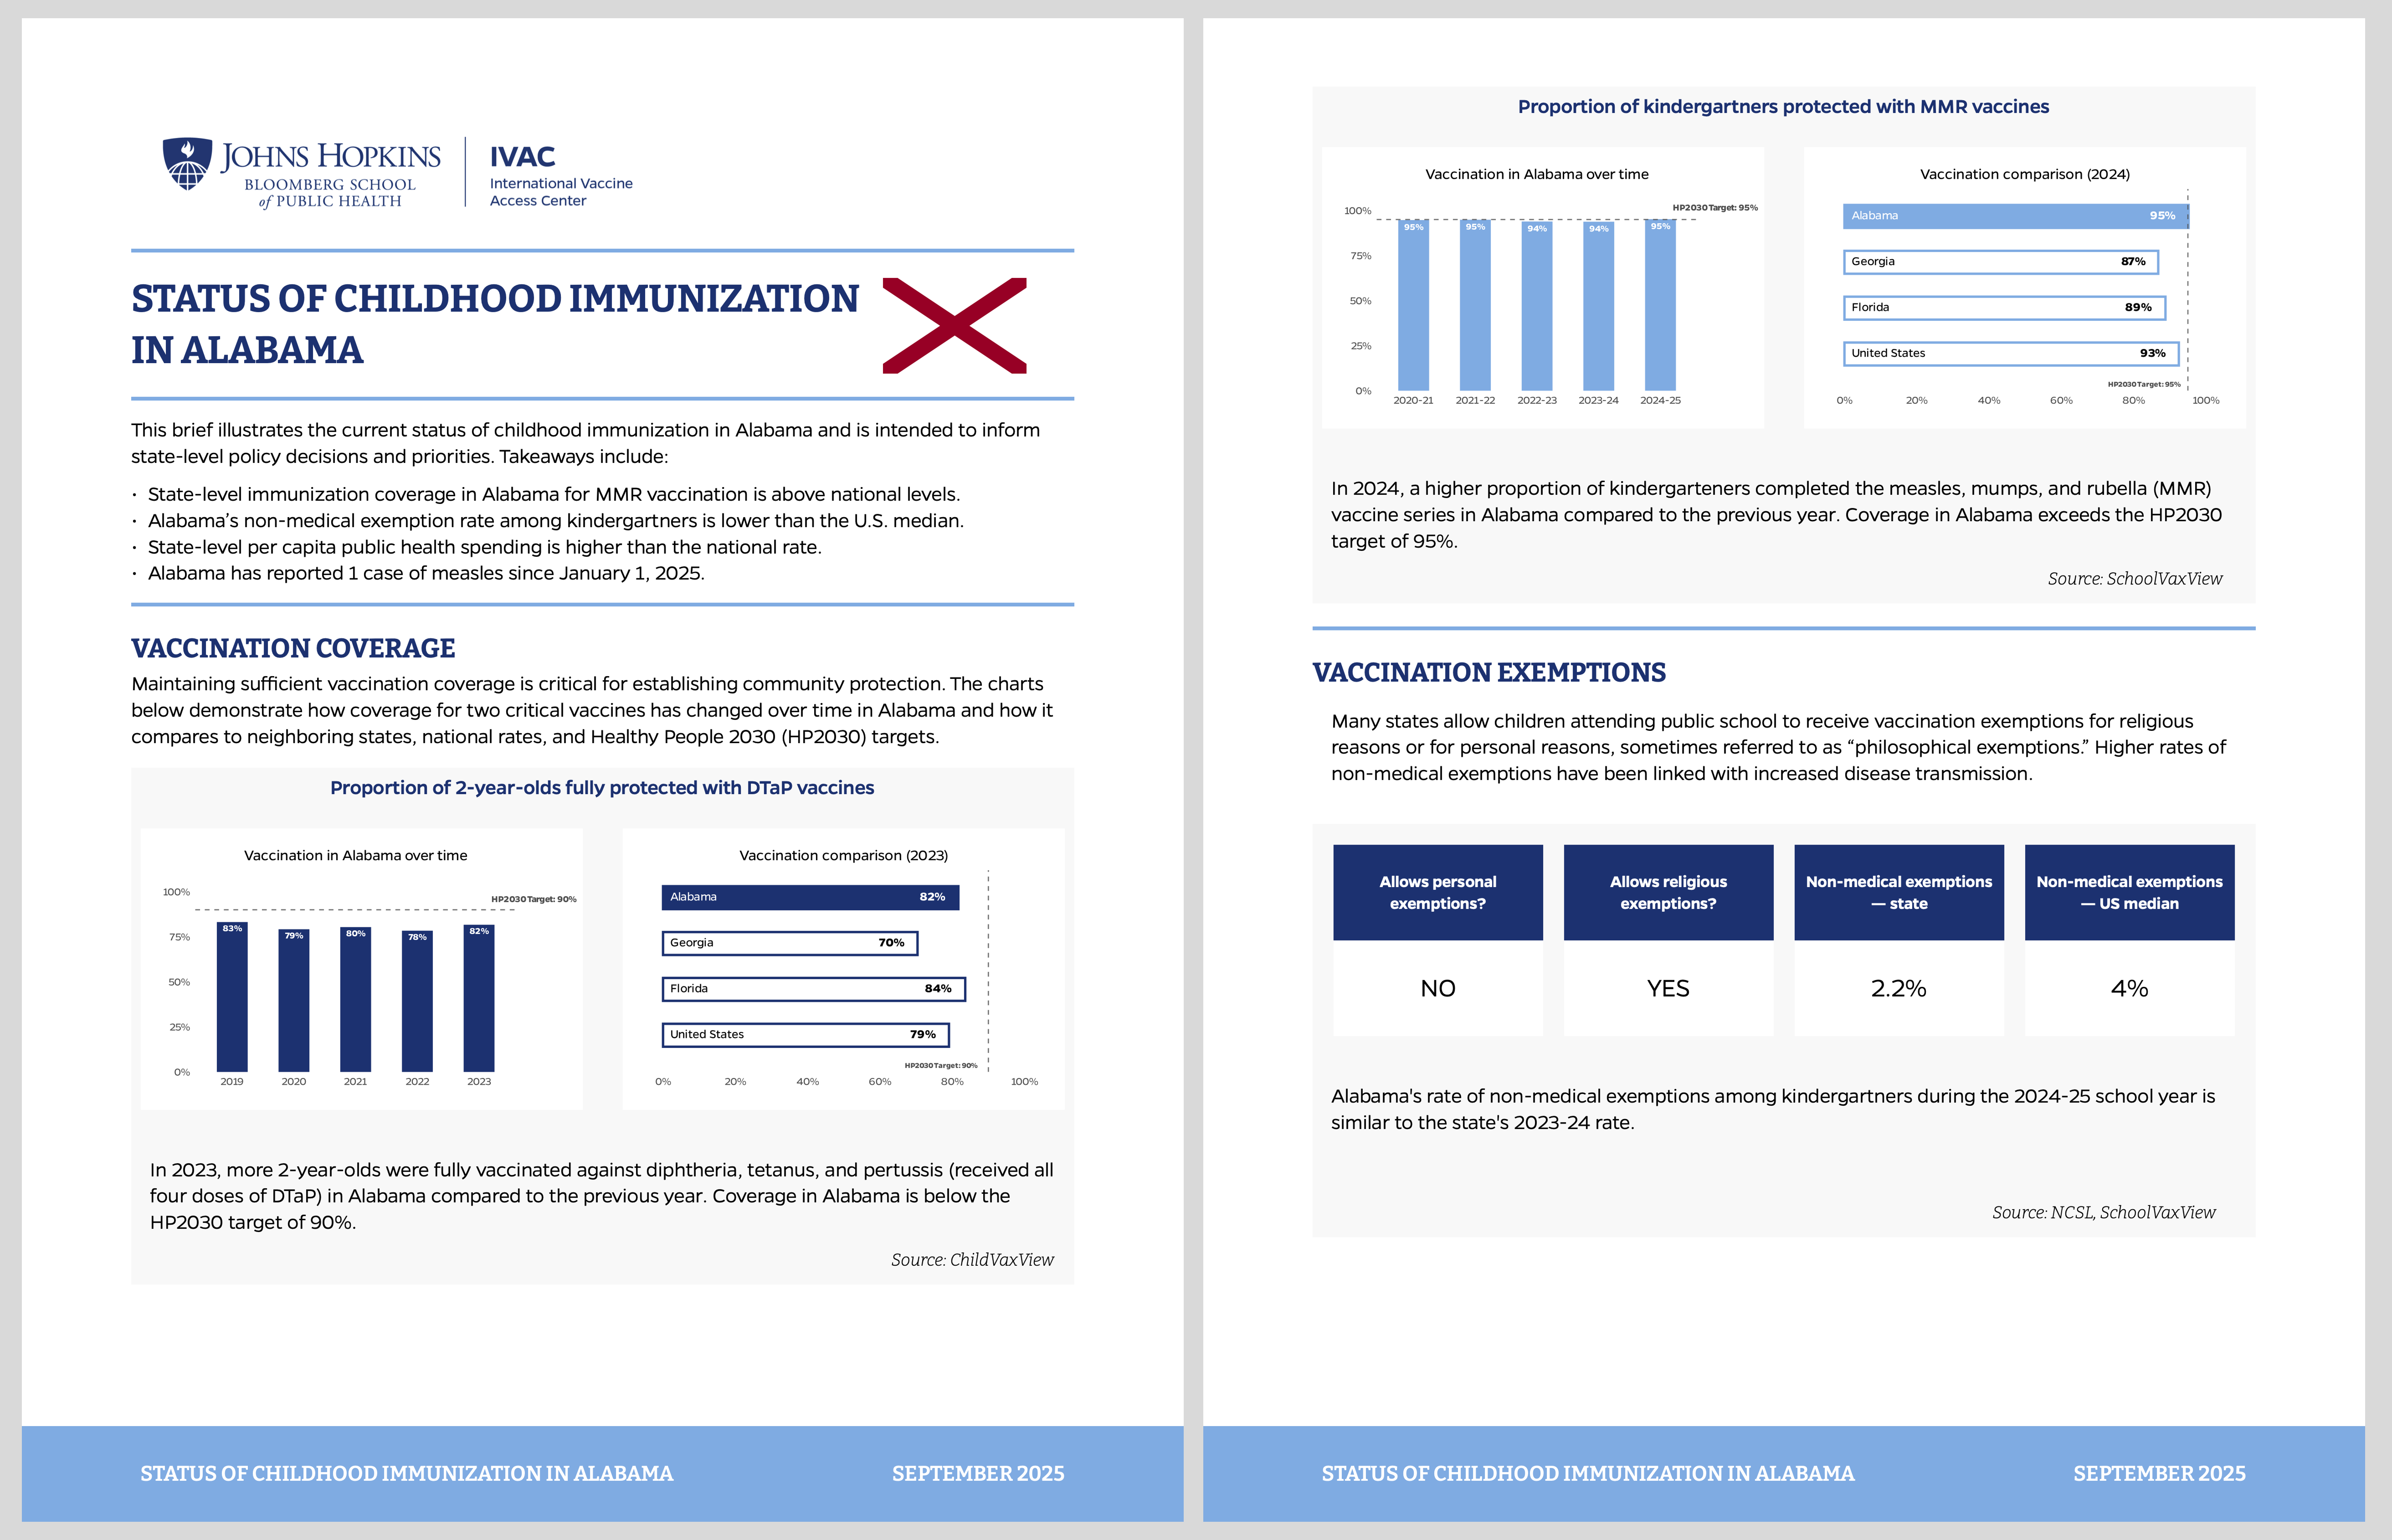 JOHNS HOPKINS
BLOOMBERG SCHOOL
of PUBLIC HEALTH
IVAC
International Vaccine
Access Center
STATUS OF CHILDHOOD IMMUNIZATION
IN ALABAMA
This brief illustrates the current status of childhood immunization in Alabama and is intended to inform
state-level policy decisions and priorities. Takeaways include:
· State-level immunization coverage in Alabama for MMR vaccination is above national levels.
· Alabama’s non-medical exemption rate among kindergartners is lower than the U.S. median.
· State-level per capita public health spending is higher than the national rate.
· Alabama has reported 1 case of measles since January 1, 2025.
VACCINATION COVERAGE
Maintaining sufficient vaccination coverage is critical for establishing community protection. The charts
below demonstrate how coverage for two critical vaccines has changed over time in Alabama and how it
compares to neighboring states, national rates, and Healthy People 2030 (HP2030) targets.
Proportion of 2-year-olds fully protected with DTaP vaccines
Vaccination in Alabama over time
HP2030 Target: 90%
100%
75%
50%
25%
0%
83%
79%
80%
78%
82%
2019 2020 2021 2022 2023
Vaccination comparison (2023)
Alabama 82%
Georgia 70%
Florida 84%
United States 79%
HP2030 Target: 90%
0% 20% 40% 60% 80% 100%
In 2023, more 2-year-olds were fully vaccinated against diphtheria, tetanus, and pertussis (received all
four doses of DTaP) in Alabama compared to the previous year. Coverage in Alabama is below the
HP2030 target of 90%.
Source: ChildVaxView
STATUS OF CHILDHOOD IMMUNIZATION IN ALABAMA SEPTEMBER 2025
Proportion of kindergartners protected with MMR vaccines
Vaccination in Alabama over time
HP2030 Target: 95%
100%
75%
50%
25%
0%
95%
95%
94%
94%
95%
2020-21 2021-22 2022-23 2023-24 2024-25
Vaccination comparison (2024)
Alabama 95%
Georgia 87%
Florida 89%
United States 93%
HP2030 Target: 95%
0% 20% 40% 60% 80% 100%
In 2024, a higher proportion of kindergarteners completed the measles, mumps, and rubella (MMR)
vaccine series in Alabama compared to the previous year. Coverage in Alabama exceeds the HP2030
target of 95%.
Source: SchoolVaxView
VACCINATION EXEMPTIONS
Many states allow children attending public school to receive vaccination exemptions for religious
reasons or for personal reasons, sometimes referred to as “philosophical exemptions.” Higher rates of
non-medical exemptions have been linked with increased disease transmission.
Allows personal
exemptions?
NO
Allows religious
exemptions?
YES
Non-medical exemptions
— state
2.2%
Non-medical exemptions
— US median
4%
Alabama's rate of non-medical exemptions among kindergartners during the 2024-25 school year is
similar to the state's 2023-24 rate.
Source: NCSL, SchoolVaxView
STATUS OF CHILDHOOD IMMUNIZATION IN ALABAMA SEPTEMBER 2025